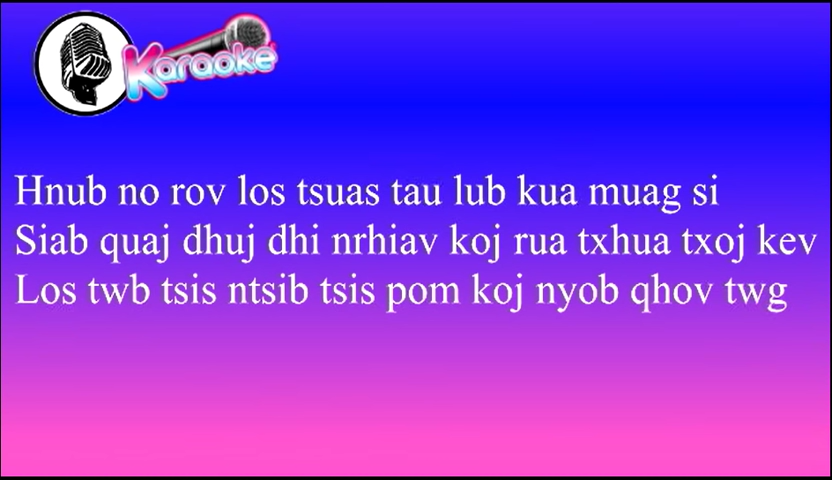 Karaoke
Hnub no rov los tsuas tau lub kua muag si
Siab quaj dhuj dhi nrhiav koj rua txhua txoj kev
Los twb tsis ntsib tsis pom koj nyob qhov twg